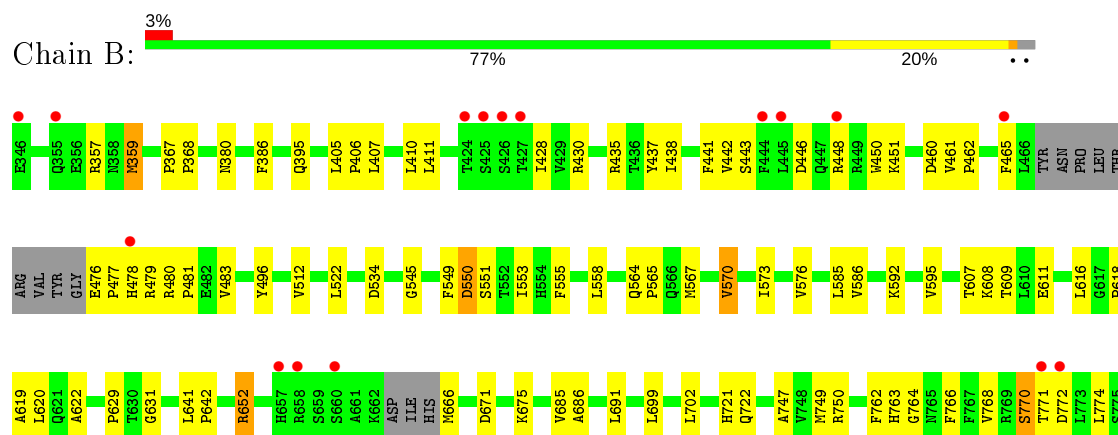 3%
Chain B:
77% 20% • •
E346 Q355 E356 R357 N358 M359 P367 P368 N380 F386 Q395 L405 P406 L407 L410 L411 T424 S425 S426 T427 I428 V429 R430 R435 T436 Y437 I438 F441 V442 S443 F444 L445 D446 Q447 R448 R449 W450 K451 D460 V461 P462 F465 L466 TYR ASN PRO LEU THR
ARG VAL TYR GLY E476 P477 H478 R479 R480 P481 E482 V483 Y496 V512 L522 D534 G545 F549 D550 S551 T552 I553 H554 F555 L558 Q564 P565 Q566 M567 V570 I573 V576 L585 V586 K592 V595 T607 K608 T609 L610 E611 L616 G617 P618
A619 L620 Q621 A622 P629 T630 G631 L641 P642 R652 H657 R658 S659 S660 A661 K662 ASP ILE HIS M666 D671 K675 V685 A686 L691 L699 L702 H721 Q722 A747 V748 M749 R750 F762 H763 G764 N765 F766 F767 V768 R769 S770 T771 D772 L773 L774